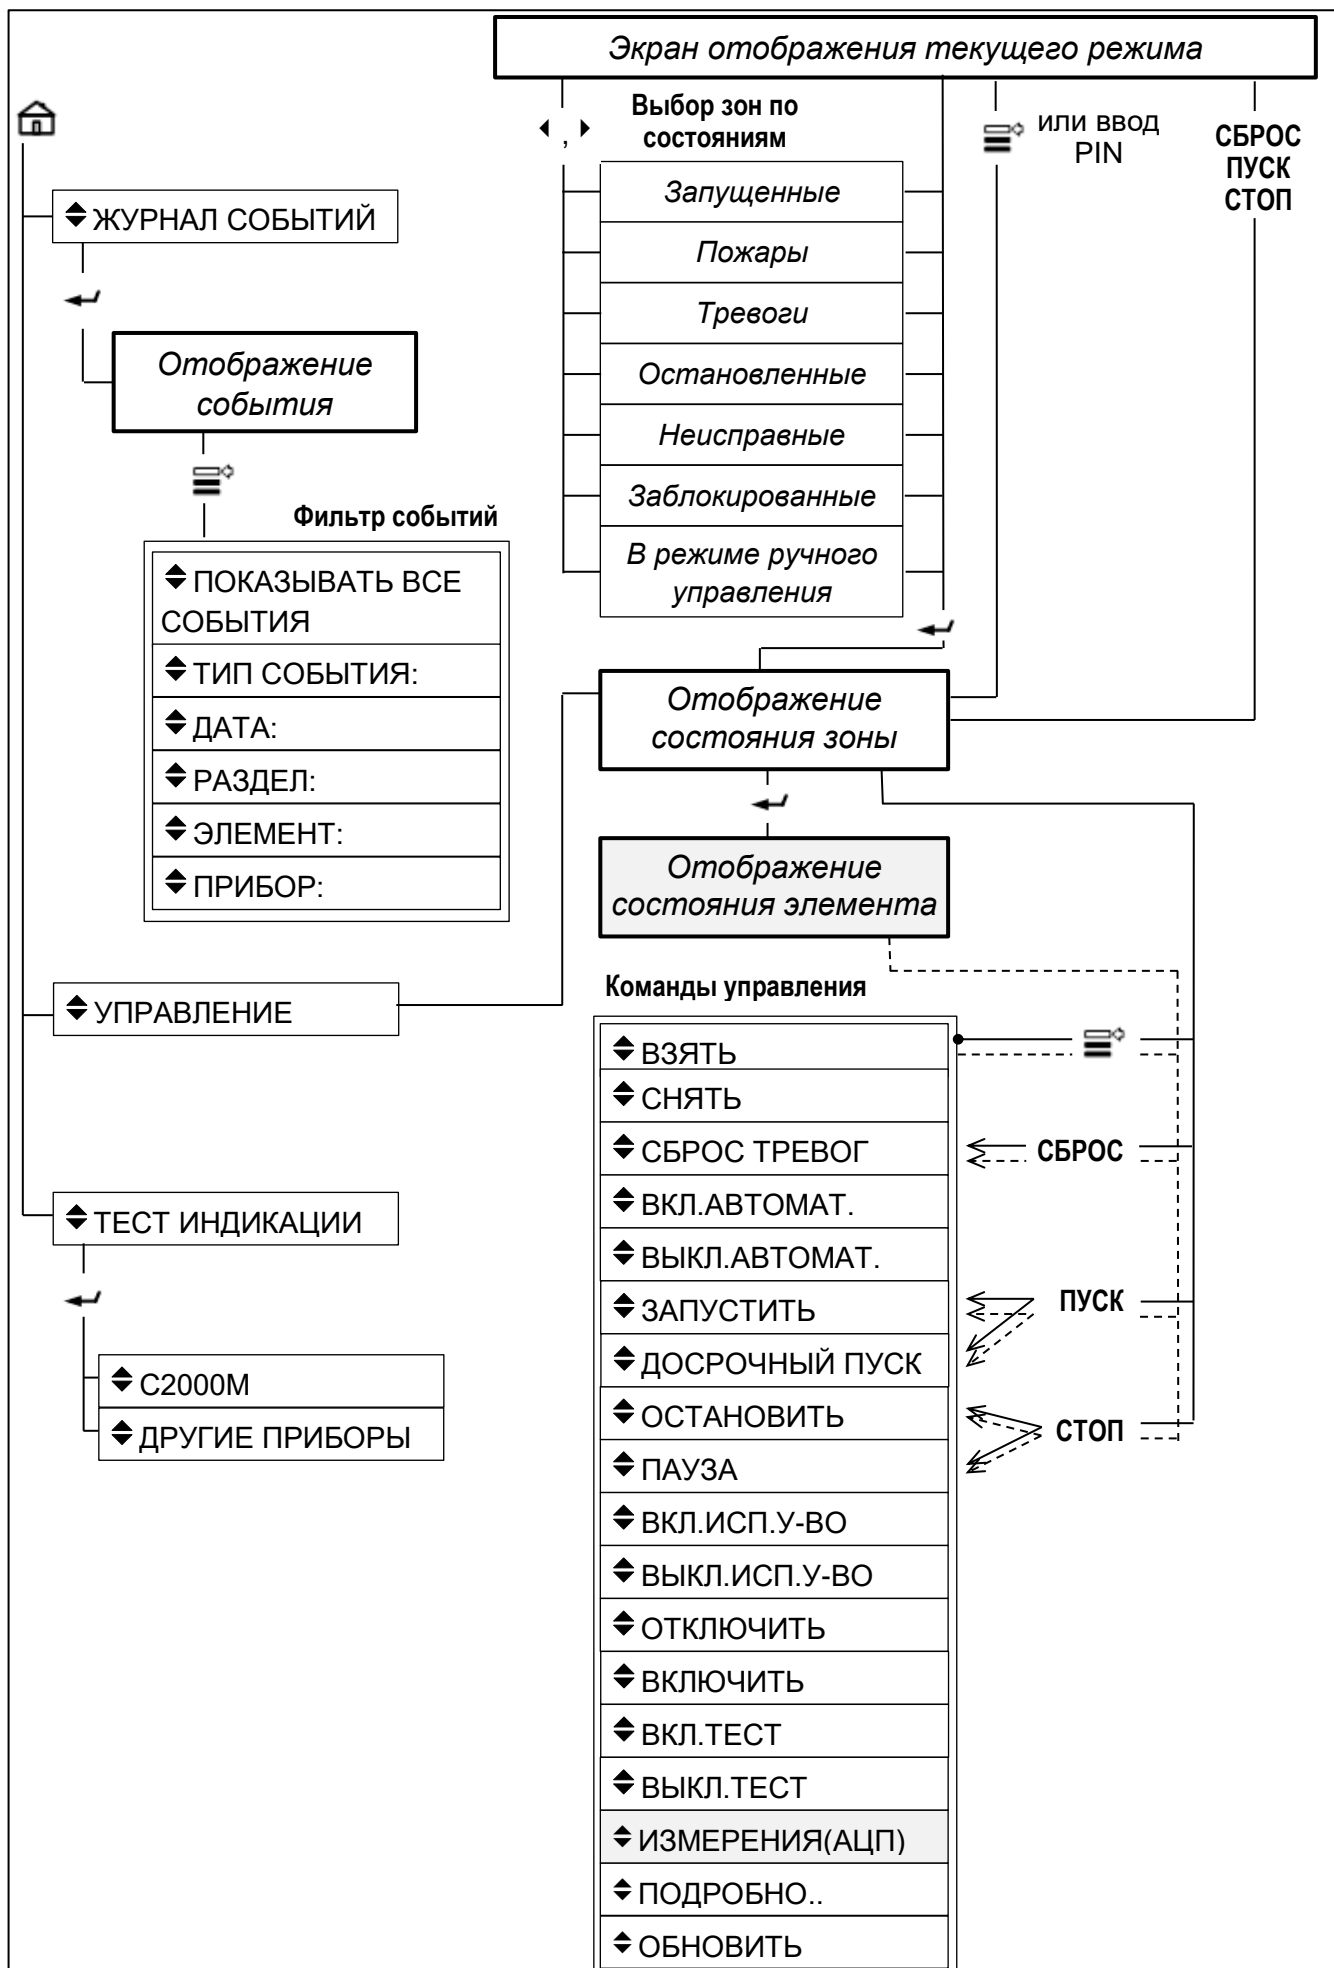 Экран отображения текущего режима
Выбор зон по
состояниям
или ввод
PIN
СБРОС
ПУСК
СТОП
,
Запущенные
Пожары
Тревоги
Остановленные
Неисправные
Заблокированные
В режиме ручного
управления
ЖУРНАЛ СОБЫТИЙ
Отображение
события
Фильтр событий
ПОКАЗЫВАТЬ ВСЕ
СОБЫТИЯ
ТИП СОБЫТИЯ:
ДАТА:
РАЗДЕЛ:
ЭЛЕМЕНТ:
ПРИБОР:
Отображение
состояния зоны
Отображение
состояния элемента
УПРАВЛЕНИЕ
Команды управления
ВЗЯТЬ
СНЯТЬ
СБРОС ТРЕВОГ
СБРОС
ВКЛ.АВТОМАТ.
ВЫКЛ.АВТОМАТ.
ЗАПУСТИТЬ
ПУСК
ДОСРОЧНЫЙ ПУСК
ОСТАНОВИТЬ
СТОП
ПАУЗА
ВКЛ.ИСП.У-ВО
ВЫКЛ.ИСП.У-ВО
ОТКЛЮЧИТЬ
ВКЛЮЧИТЬ
ВКЛ.ТЕСТ
ВЫКЛ.ТЕСТ
ИЗМЕРЕНИЯ(АЦП)
ПОДРОБНО..
ОБНОВИТЬ
ТЕСТ ИНДИКАЦИИ
С2000М
ДРУГИЕ ПРИБОРЫ